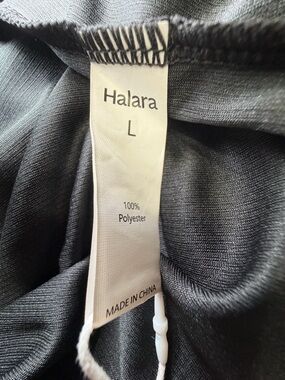 Halara
L
100%
Polyester
MADE IN CHINA